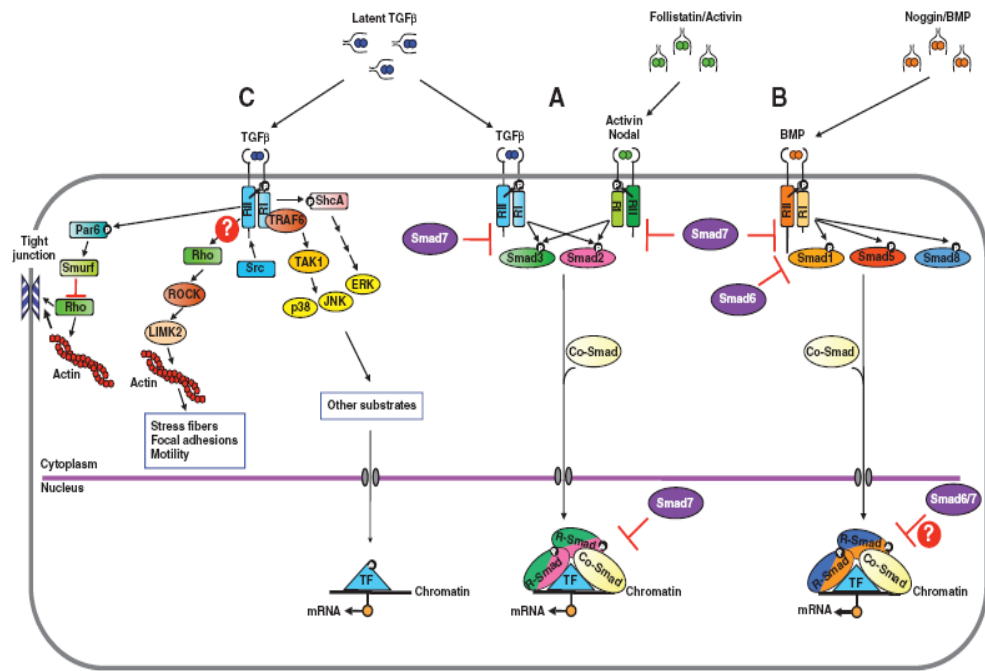 Latent TGFβ
Follistatin/Activin
Noggin/BMP
C
A
B
TGFβ
TGFβ
Activin
Nodal
BMP
RII
RI
P
ShcA
P
TRAF6
Par6
P
?
Tight
junction
Smurf
Rho
Rho
Src
TAK1
ERK
JNK
p38
ROCK
LIMK2
Actin
Actin
Stress fibers
Focal adhesions
Motility
Other substrates
RII
RI
P
RI
RII
P
Smad7
Smad3
P
Smad2
P
Smad7
RII
RI
P
Smad1
P
Smad5
P
Smad8
P
Smad6
Co-Smad
Co-Smad
Cytoplasm
Nucleus
Smad7
Smad6/7
?
P
TF
Chromatin
mRNA
R-Smad
P
R-Smad
P
Co-Smad
TF
Chromatin
mRNA
R-Smad
P
R-Smad
P
Co-Smad
TF
Chromatin
mRNA